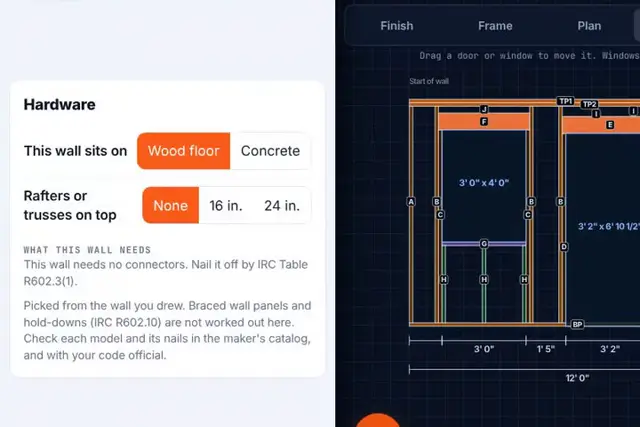 Hardware
This wall sits on
Wood floor
Concrete
Rafters or
trusses on top
None
16 in.
24 in.
WHAT THIS WALL NEEDS
This wall needs no connectors. Nail it off by IRC Table
R602.3(1).
Picked from the wall you drew. Braced wall panels and
hold-downs (IRC R602.10) are not worked out here.
Check each model and its nails in the maker's catalog,
and with your code official.
Finish
Frame
Plan
Drag a door or window to move it. Windows
Start of wall
TP1
TP2
J
I
I
F
E
3' 0" x 4' 0"
A
B
B
B
C
C
3' 2" x 6' 10 1/2"
G
D
H
H
H
BP
3' 0"
1' 5"
3' 2"
12' 0"